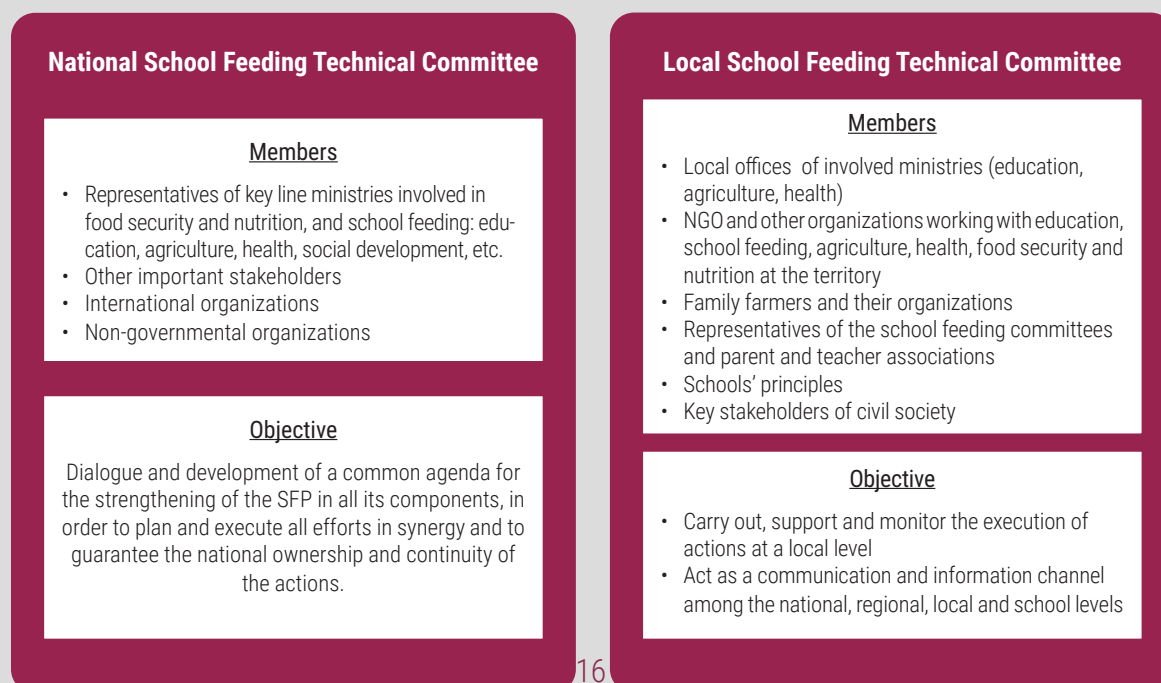 National School Feeding Technical Committee
Members
• Representatives of key line ministries involved in
food security and nutrition, and school feeding: edu-
cation, agriculture, health, social development, etc.
• Other important stakeholders
• International organizations
• Non-governmental organizations
Objective
Dialogue and development of a common agenda for
the strengthening of the SFP in all its components, in
order to plan and execute all efforts in synergy and to
guarantee the national ownership and continuity of
the actions.
Local School Feeding Technical Committee
Members
• Local offices of involved ministries (education,
agriculture, health)
• NGO and other organizations working with education,
school feeding, agriculture, health, food security and
nutrition at the territory
• Family farmers and their organizations
• Representatives of the school feeding committees
and parent and teacher associations
• Schools' principles
• Key stakeholders of civil society
Objective
• Carry out, support and monitor the execution of
actions at a local level
• Act as a communication and information channel
among the national, regional, local and school levels
16